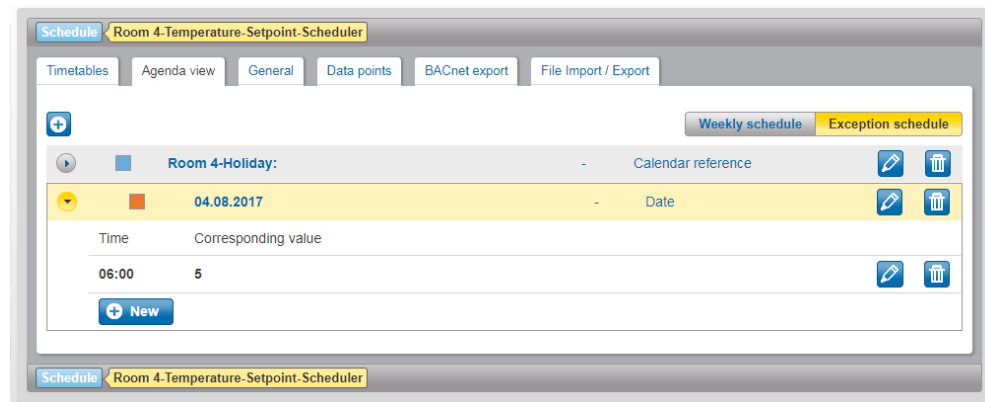 Schedule Room 4-Temperature-Setpoint-Scheduler
Timetables Agenda view General Data points BACnet export File Import / Export
Weekly schedule Exception schedule
Room 4-Holiday: - Calendar reference
04.08.2017 - Date
Time Corresponding value
06:00 5
New
Schedule Room 4-Temperature-Setpoint-Scheduler